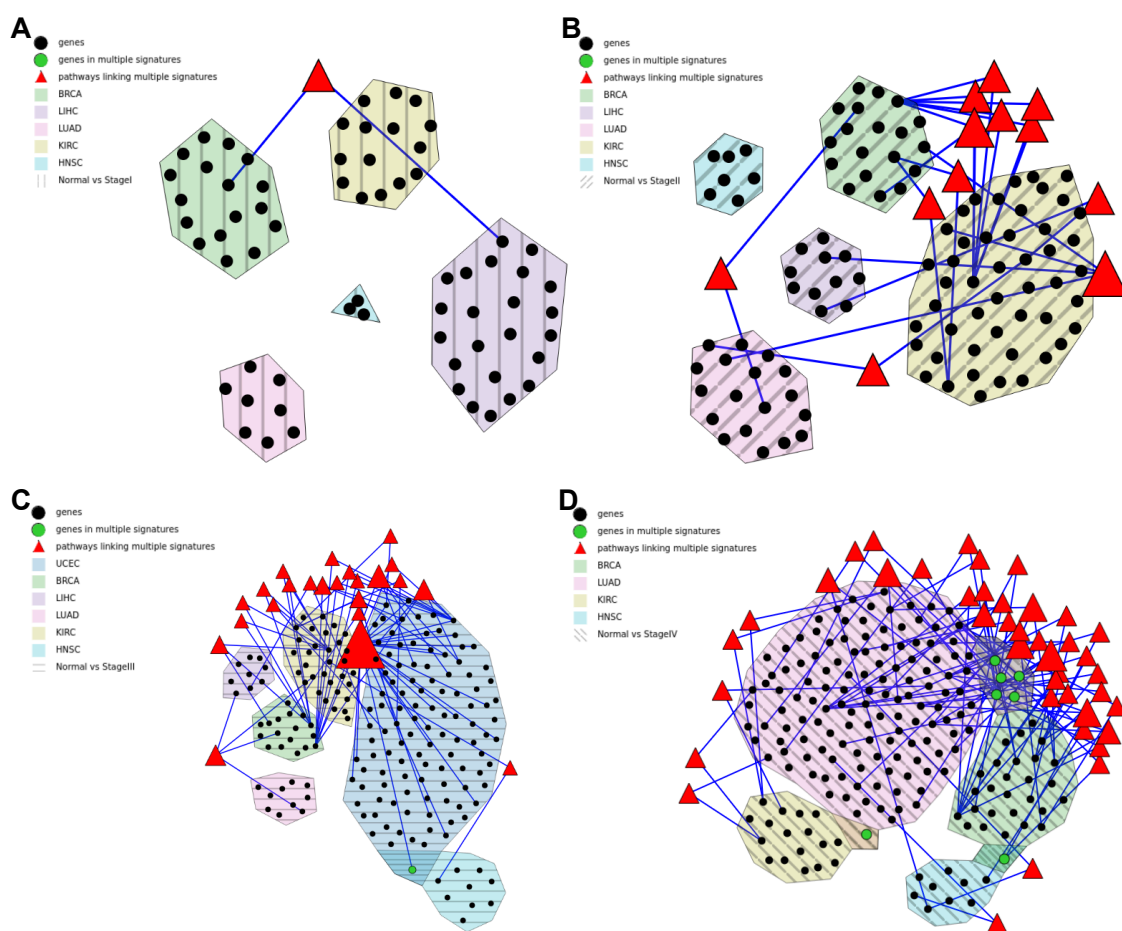 A
genes
genes in multiple signatures
pathways linking multiple signatures
BRCA
LIHC
LUAD
KIRC
HNSC
Normal vs StageI
B
genes
genes in multiple signatures
pathways linking multiple signatures
BRCA
LIHC
LUAD
KIRC
HNSC
Normal vs StageII
C
genes
genes in multiple signatures
pathways linking multiple signatures
UCEC
BRCA
LIHC
LUAD
KIRC
HNSC
Normal vs StageIII
D
genes
genes in multiple signatures
pathways linking multiple signatures
BRCA
LUAD
KIRC
HNSC
Normal vs StageIV